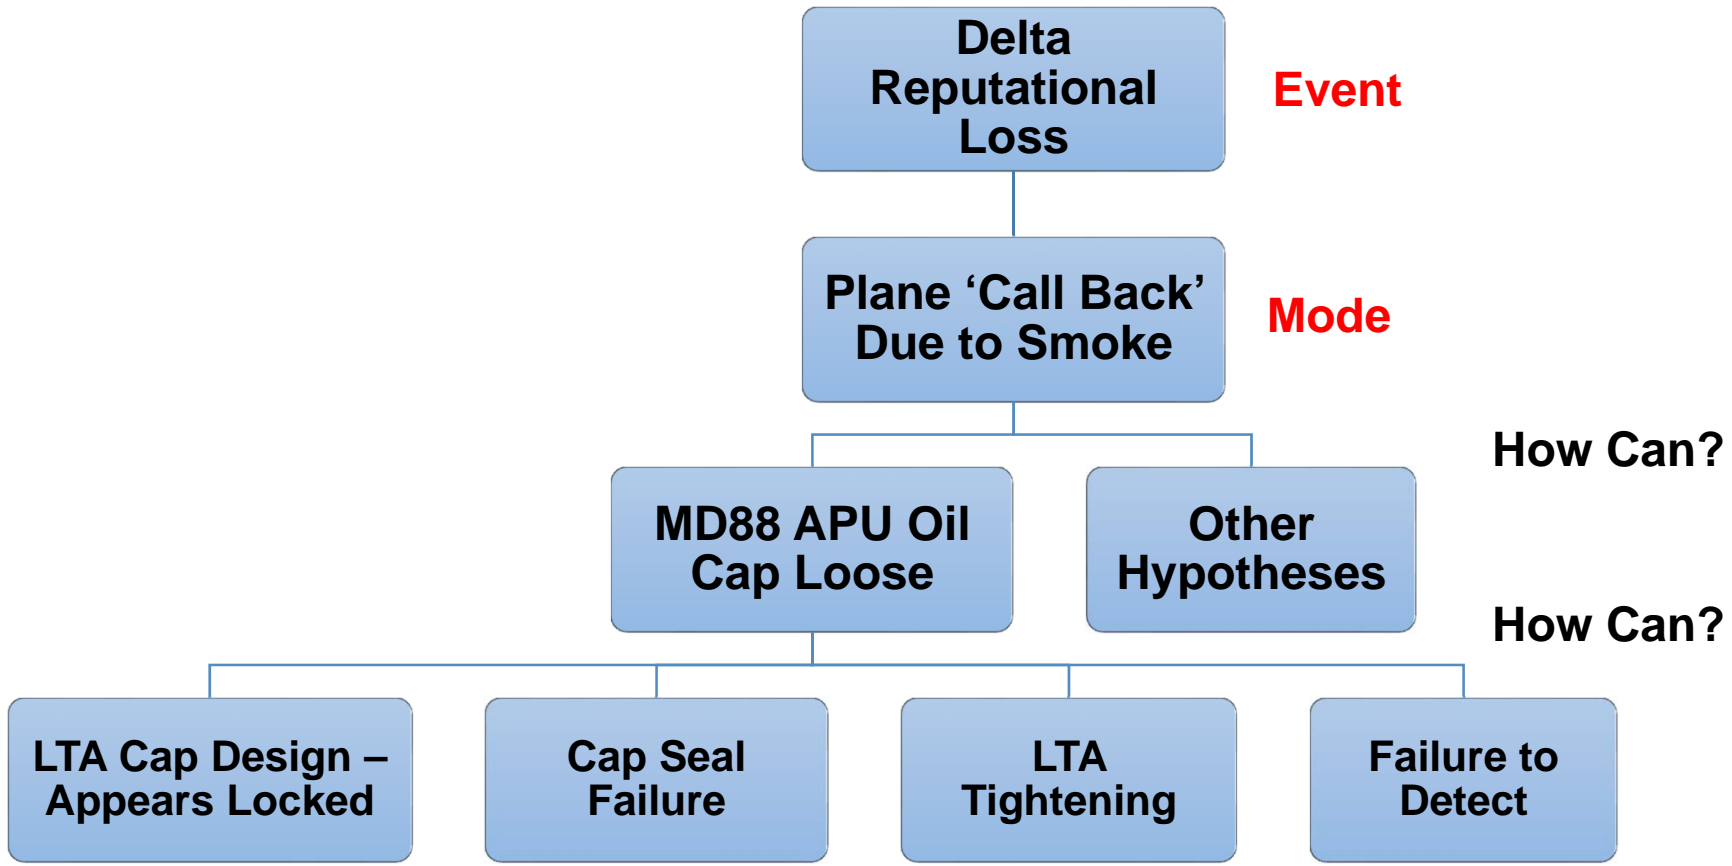 Delta
Reputational
Loss
Event
Plane ‘Call Back’
Due to Smoke
Mode
How Can?
MD88 APU Oil
Cap Loose
Other
Hypotheses
How Can?
LTA Cap Design –
Appears Locked
Cap Seal
Failure
LTA
Tightening
Failure to
Detect